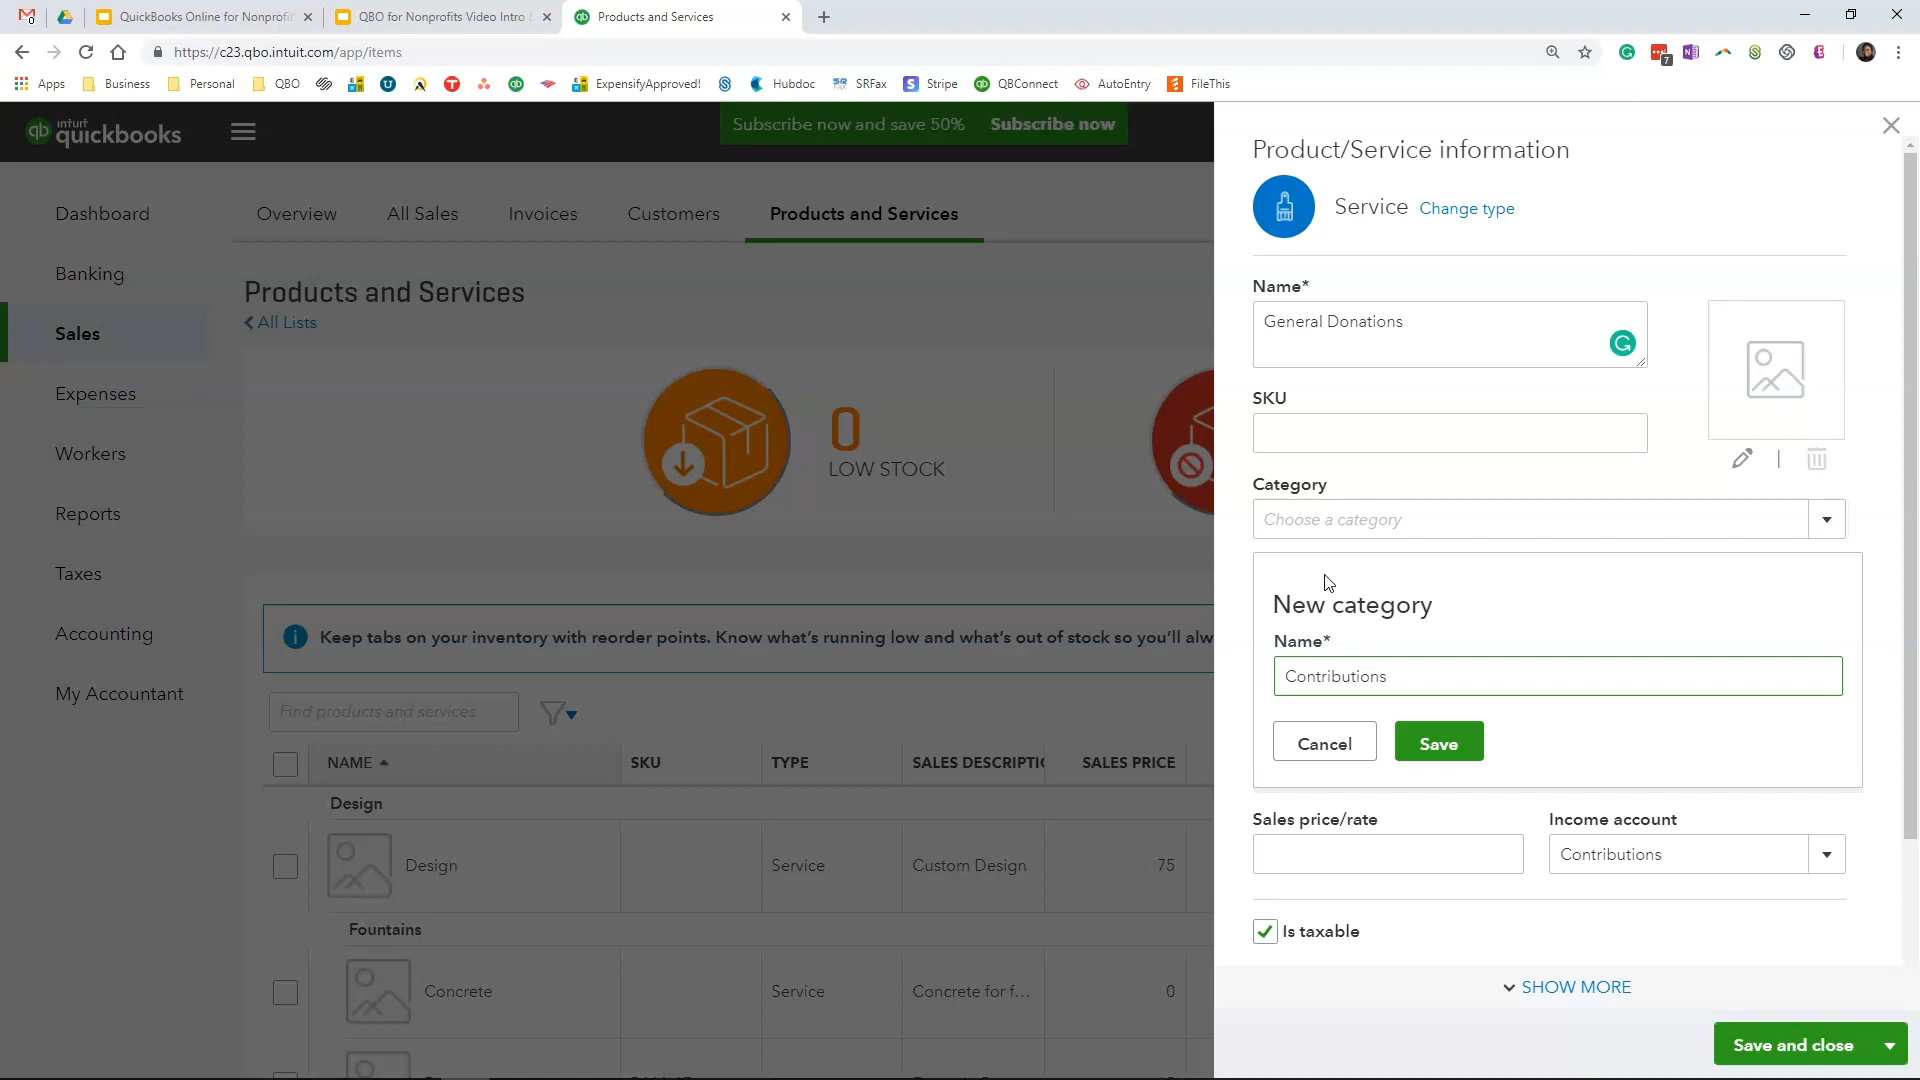 QuickBooks Online for Nonprofit
QBO for Nonprofits Video Intro
Products and Services
https://c23.qbo.intuit.com/app/items
7
Apps
Business
Personal
QBO
ExpensifyApproved!
Hubdoc
SRFax
Stripe
QBConnect
AutoEntry
FileThis
intuit
quickbooks
Subscribe now and save 50% Subscribe now
Dashboard
Banking
Sales
Expenses
Workers
Reports
Taxes
Accounting
My Accountant
Overview
All Sales
Invoices
Customers
Products and Services
Products and Services
All Lists
0
LOW STOCK
Keep tabs on your inventory with reorder points. Know what's running low and what's out of stock so you'll alw
Find products and services
NAME SKU TYPE SALES DESCRIPTIO SALES PRICE
Design
Design Service Custom Design 75
Fountains
Concrete Service Concrete for f... 0
Product/Service information
Service Change type
Name*
General Donations
SKU
Category
Choose a category
New category
Name*
Contributions
Cancel
Save
Sales price/rate
Income account
Contributions
Is taxable
SHOW MORE
Save and close